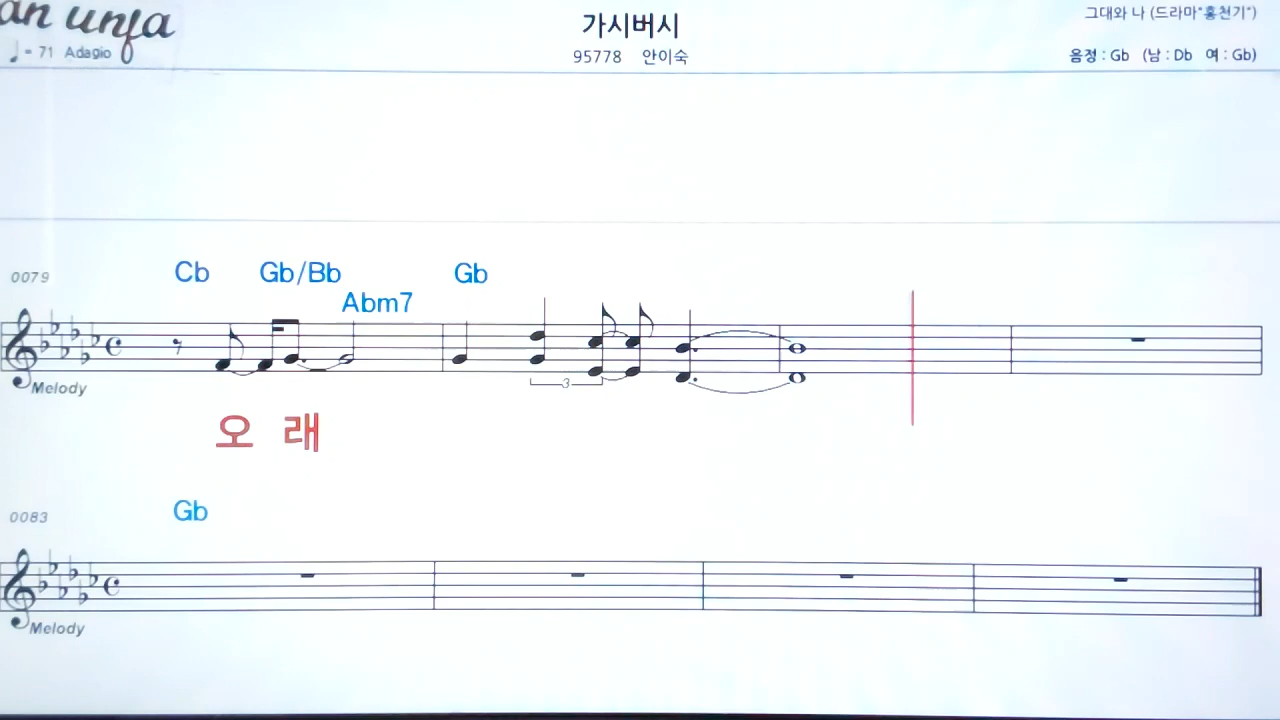 an unfa
가시버시
그대와 나 (드라마"홍천기")
♩= 71 Adagio
95778 안이숙
음정 : Gb (남 : Db 여 : Gb)
0079
Cb Gb/Bb Gb
Abm7
Melody
3
오 래
0083
Gb
Melody